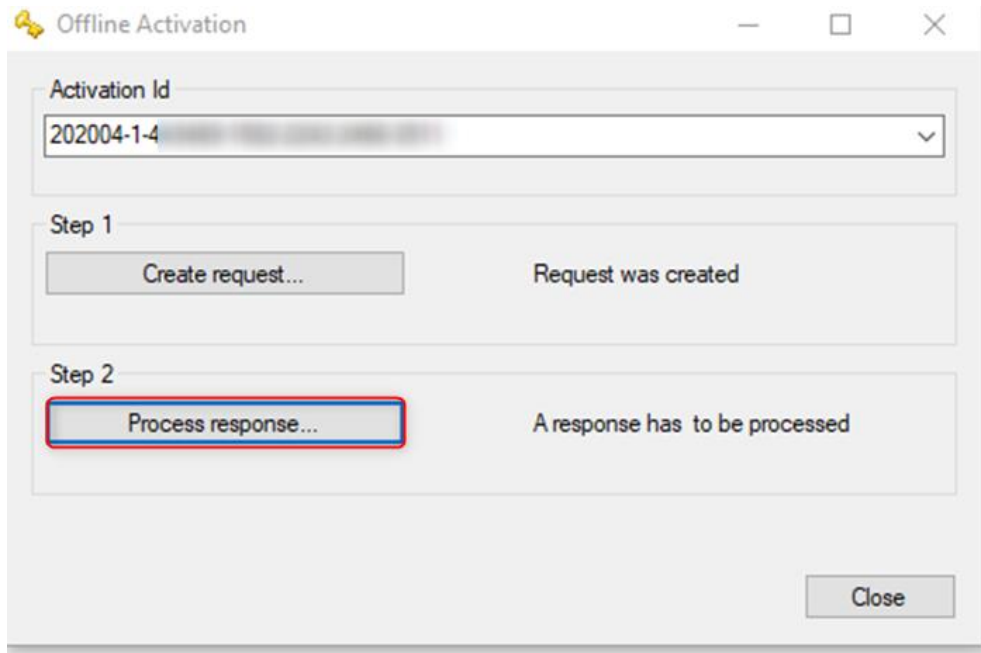 Offline Activation
Activation Id
202004-1-4
Step 1
Create request...
Request was created
Step 2
Process response...
A response has to be processed
Close